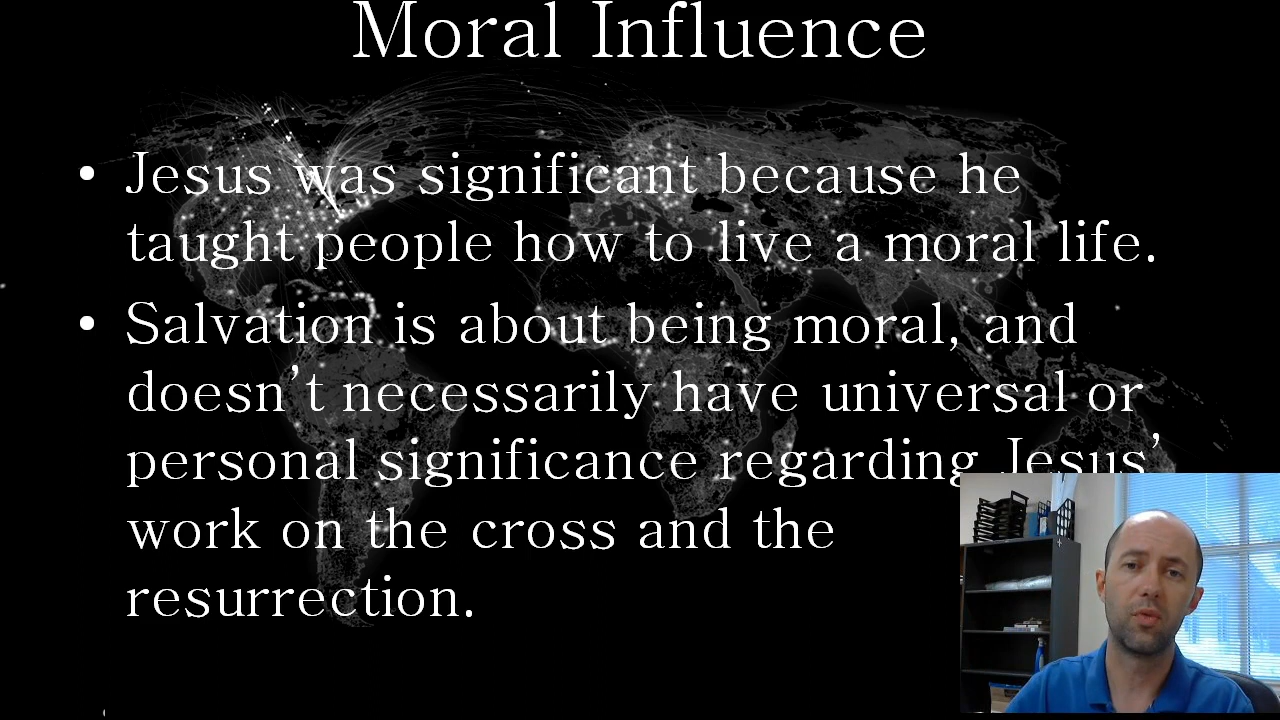 Moral Influence
• Jesus was significant because he
taught people how to live a moral life.
• Salvation is about being moral, and
doesn’t necessarily have universal or
personal significance regarding Jesus’
work on the cross and the
resurrection.